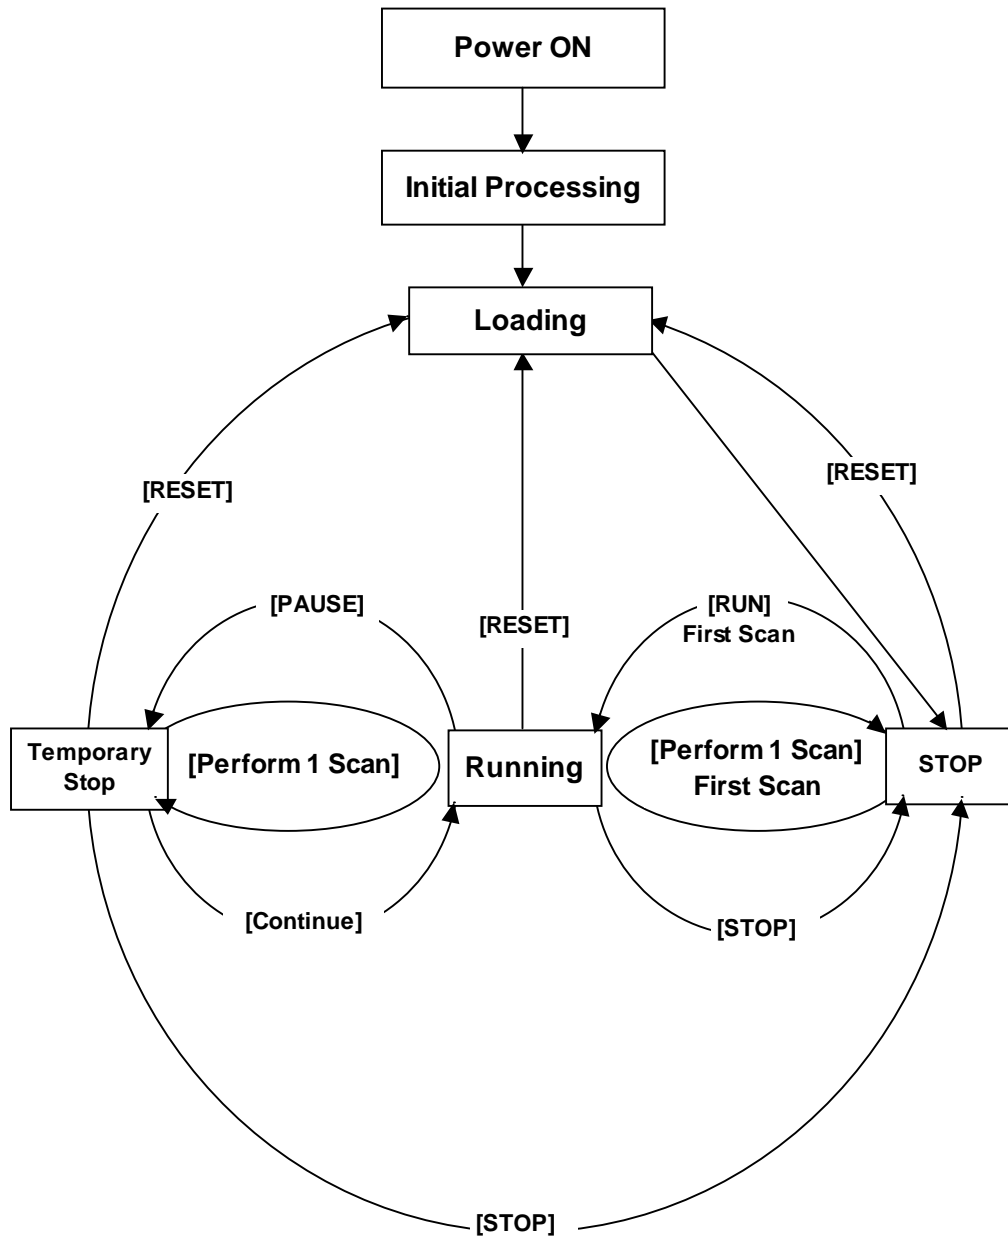 Power ON
Initial Processing
Loading
[RESET]
[RESET]
[PAUSE]
[RESET]
[RUN]
First Scan
Temporary
Stop
[Perform 1 Scan]
Running
[Perform 1 Scan]
First Scan
STOP
[Continue]
[STOP]
[STOP]